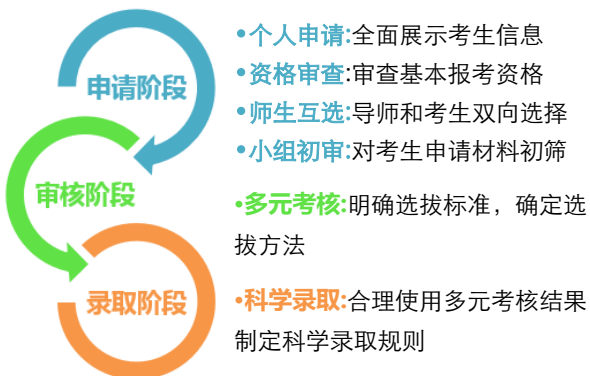 申请阶段
•个人申请:全面展示考生信息
•资格审查:审查基本报考资格
•师生互选:导师和考生双向选择
•小组初审:对考生申请材料初筛
审核阶段
•多元考核:明确选拔标准，确定选
拔方法
录取阶段
•科学录取:合理使用多元考核结果
制定科学录取规则